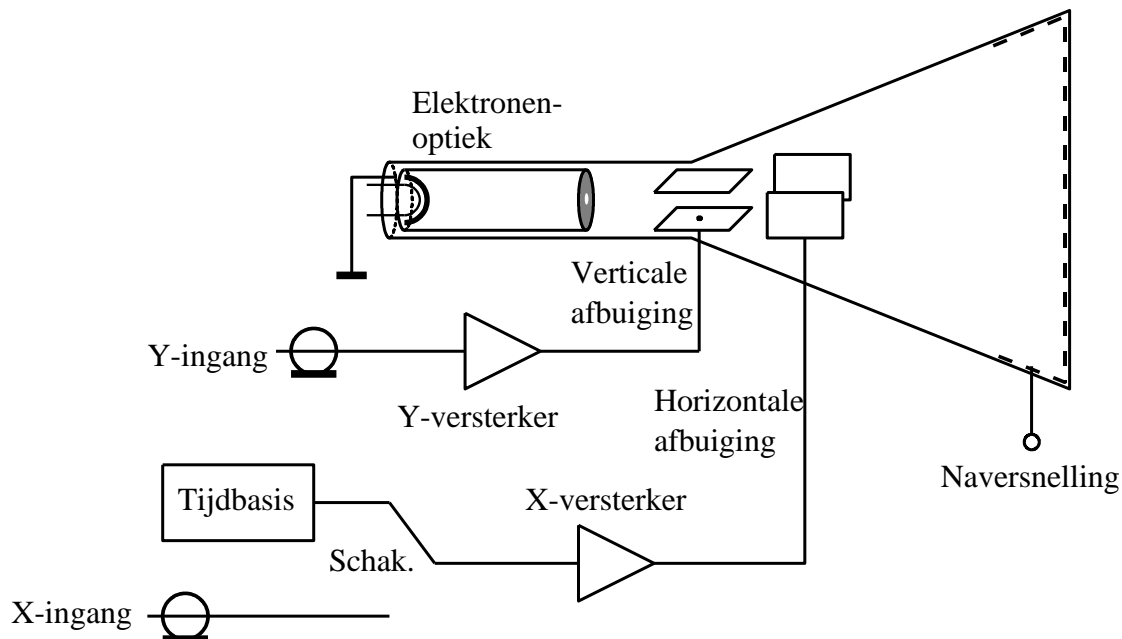 Elektronen-
optiek
Verticale
afbuiging
Y-ingang
Y-versterker
Horizontale
afbuiging
Naversnelling
Tijdbasis
X-versterker
Schak.
X-ingang